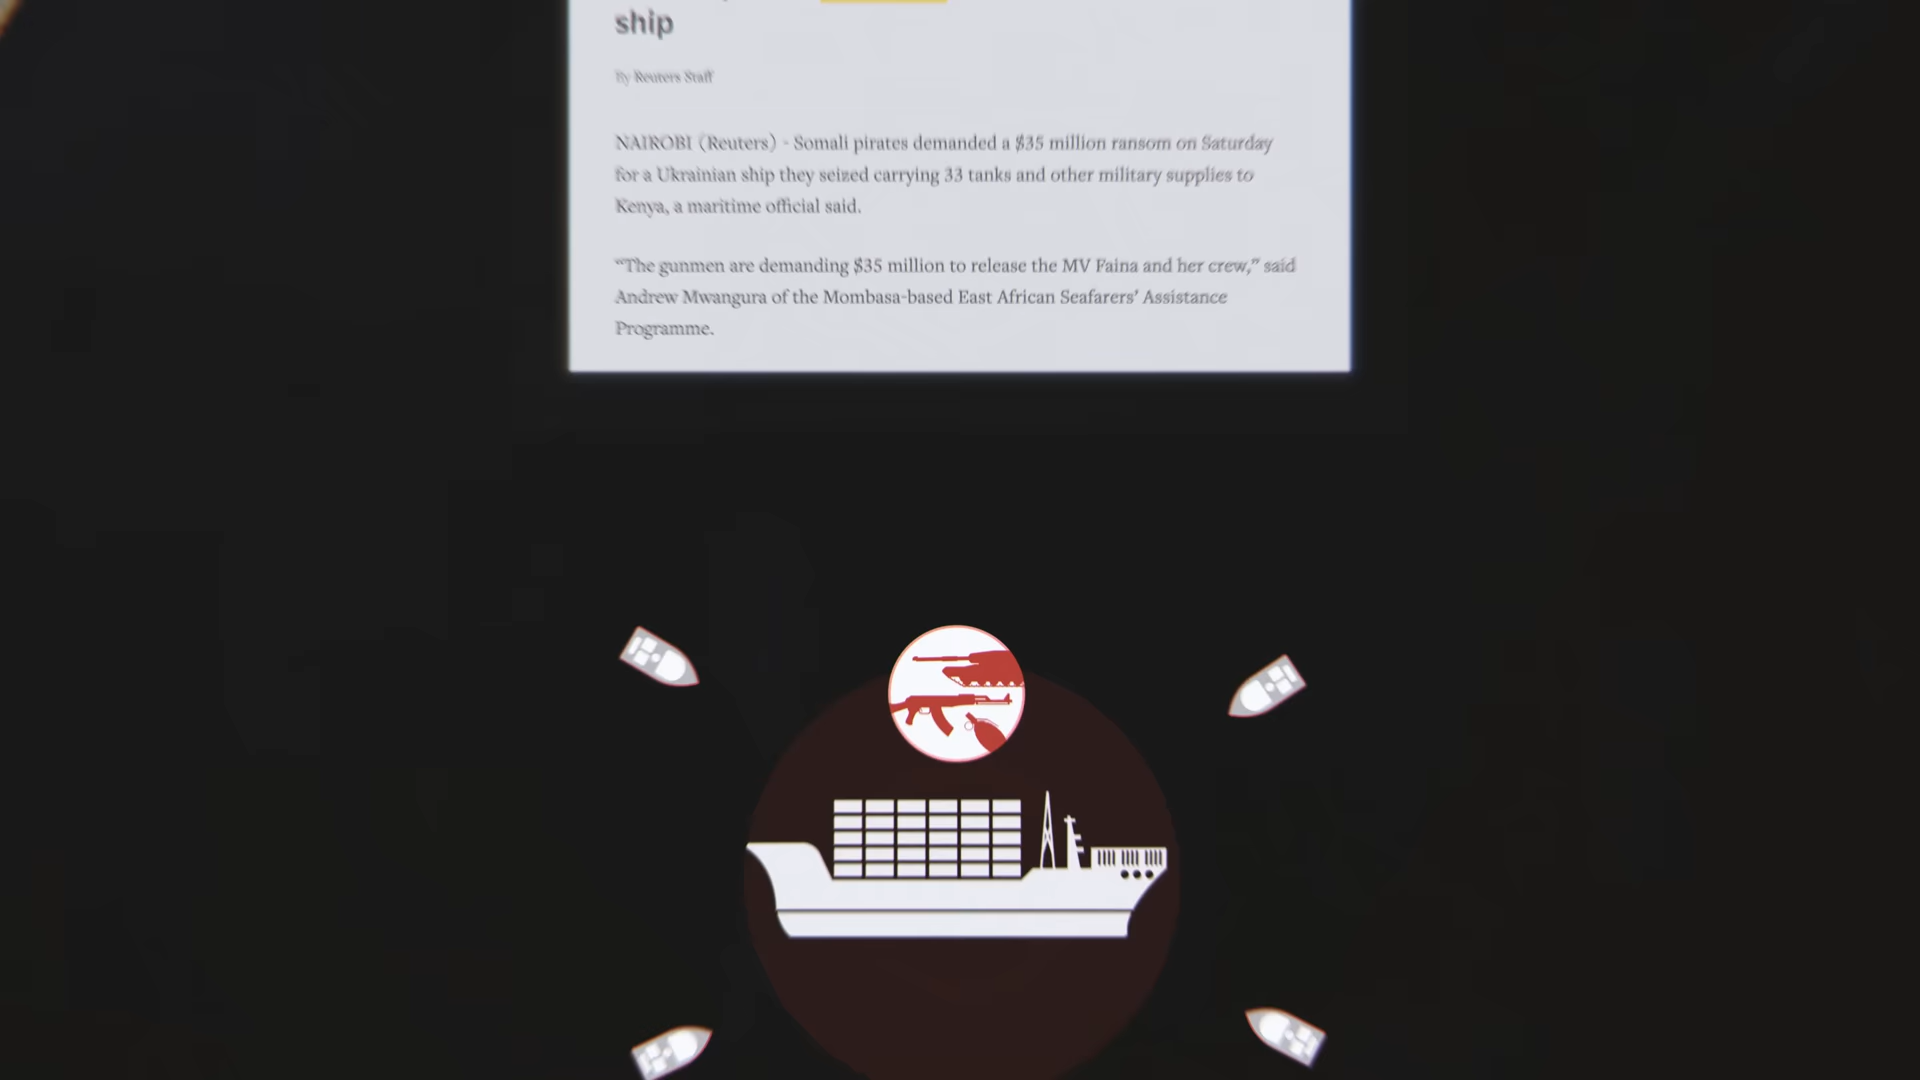 ship
By Reuters Staff
NAIROBI (Reuters) - Somali pirates demanded a $35 million ransom on Saturday
for a Ukrainian ship they seized carrying 33 tanks and other military supplies to
Kenya, a maritime official said.
“The gunmen are demanding $35 million to release the MV Faina and her crew,” said
Andrew Mwangura of the Mombasa-based East African Seafarers’ Assistance
Programme.